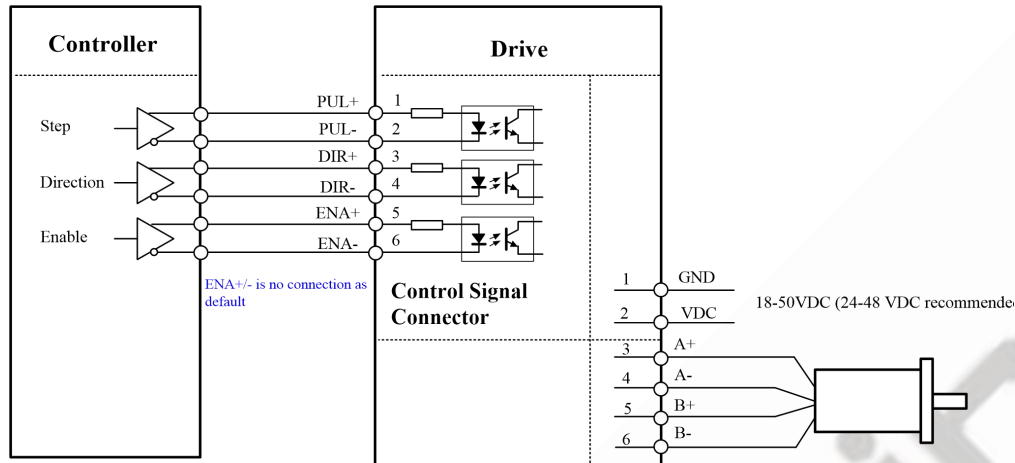 Controller
Drive
Step
Direction
Enable
PUL+
PUL-
DIR+
DIR-
ENA+
ENA-
1
2
3
4
5
6
ENA+/- is no connection as
default
Control Signal
Connector
1 GND
2 VDC
18-50VDC (24-48 VDC
3 A+
4 A-
5 B+
6 B-